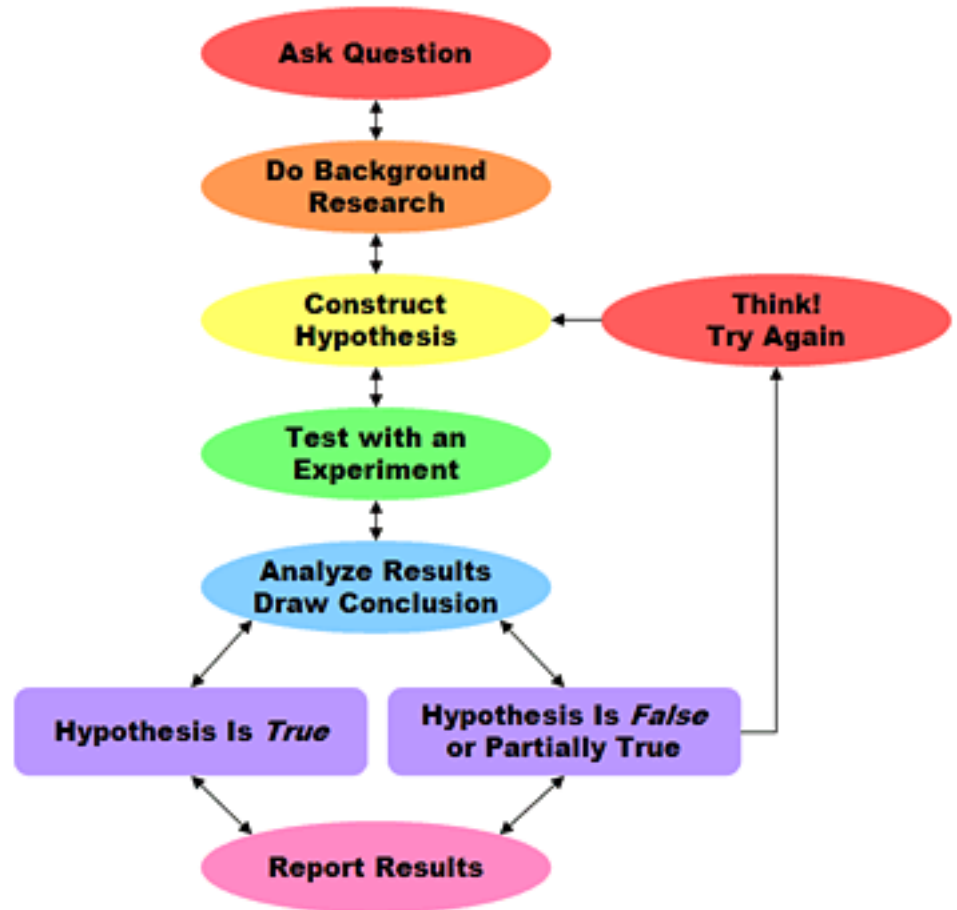 Ask Question
Do Background
Research
Construct
Hypothesis
Think!
Try Again
Test with an
Experiment
Analyze Results
Draw Conclusion
Hypothesis Is True
Hypothesis Is False
or Partially True
Report Results